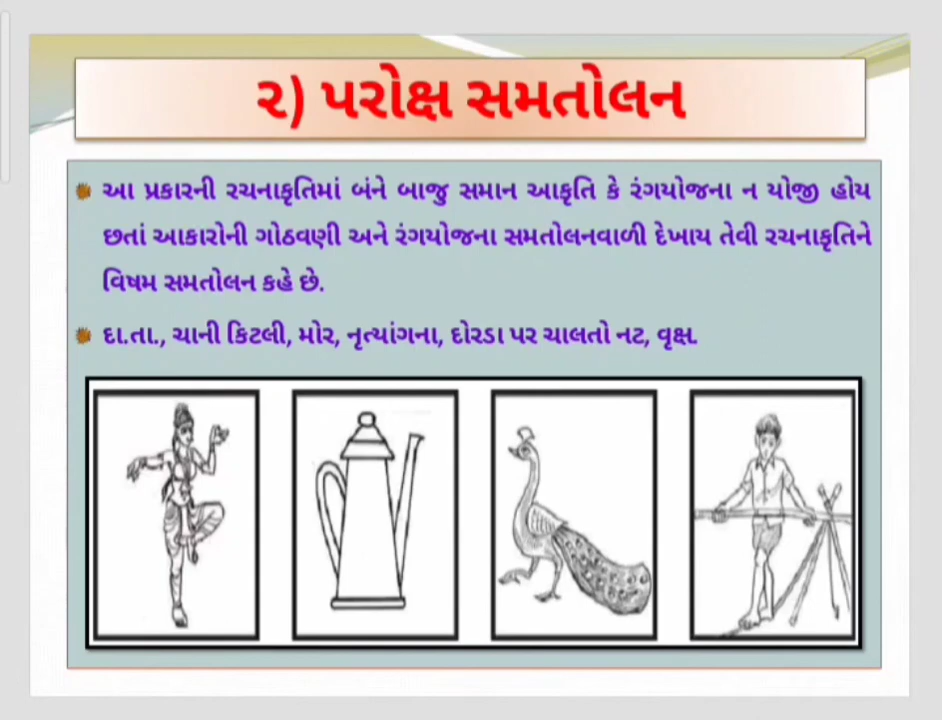 ૨) પરોક્ષ સમતોલન
આ પ્રકારની રચનાકૃતિમાં બંને બાજુ સમાન આકૃતિ કે રંગયોજના ન યોજી હોય
છતાં આકારોની ગોઠવણી અને રંગયોજના સમતોલનવાળી દેખાય તેવી રચનાકૃતિને
વિષમ સમતોલન કહે છે.
દા.તા., ચાની કિટલી, મોર, નૃત્યાંગના, દોરડા પર ચાલતો નટ, વૃક્ષ.